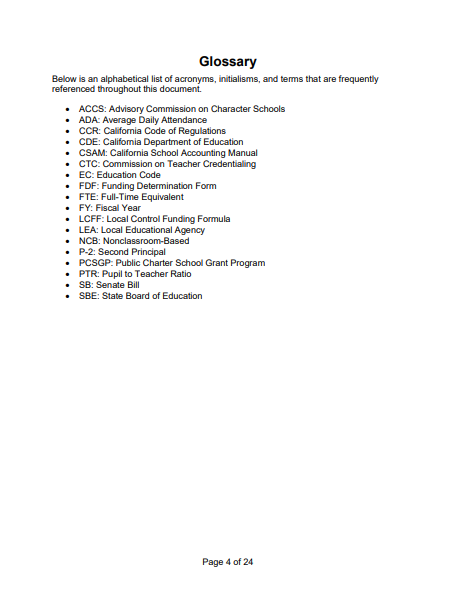 Glossary
Below is an alphabetical list of acronyms, initialisms, and terms that are frequently
referenced throughout this document.
• ACCS: Advisory Commission on Character Schools
• ADA: Average Daily Attendance
• CCR: California Code of Regulations
• CDE: California Department of Education
• CSAM: California School Accounting Manual
• CTC: Commission on Teacher Credentialing
• EC: Education Code
• FDF: Funding Determination Form
• FTE: Full-Time Equivalent
• FY: Fiscal Year
• LCFF: Local Control Funding Formula
• LEA: Local Educational Agency
• NCB: Nonclassroom-Based
• P-2: Second Principal
• PCSGP: Public Charter School Grant Program
• PTR: Pupil to Teacher Ratio
• SB: Senate Bill
• SBE: State Board of Education
Page 4 of 24